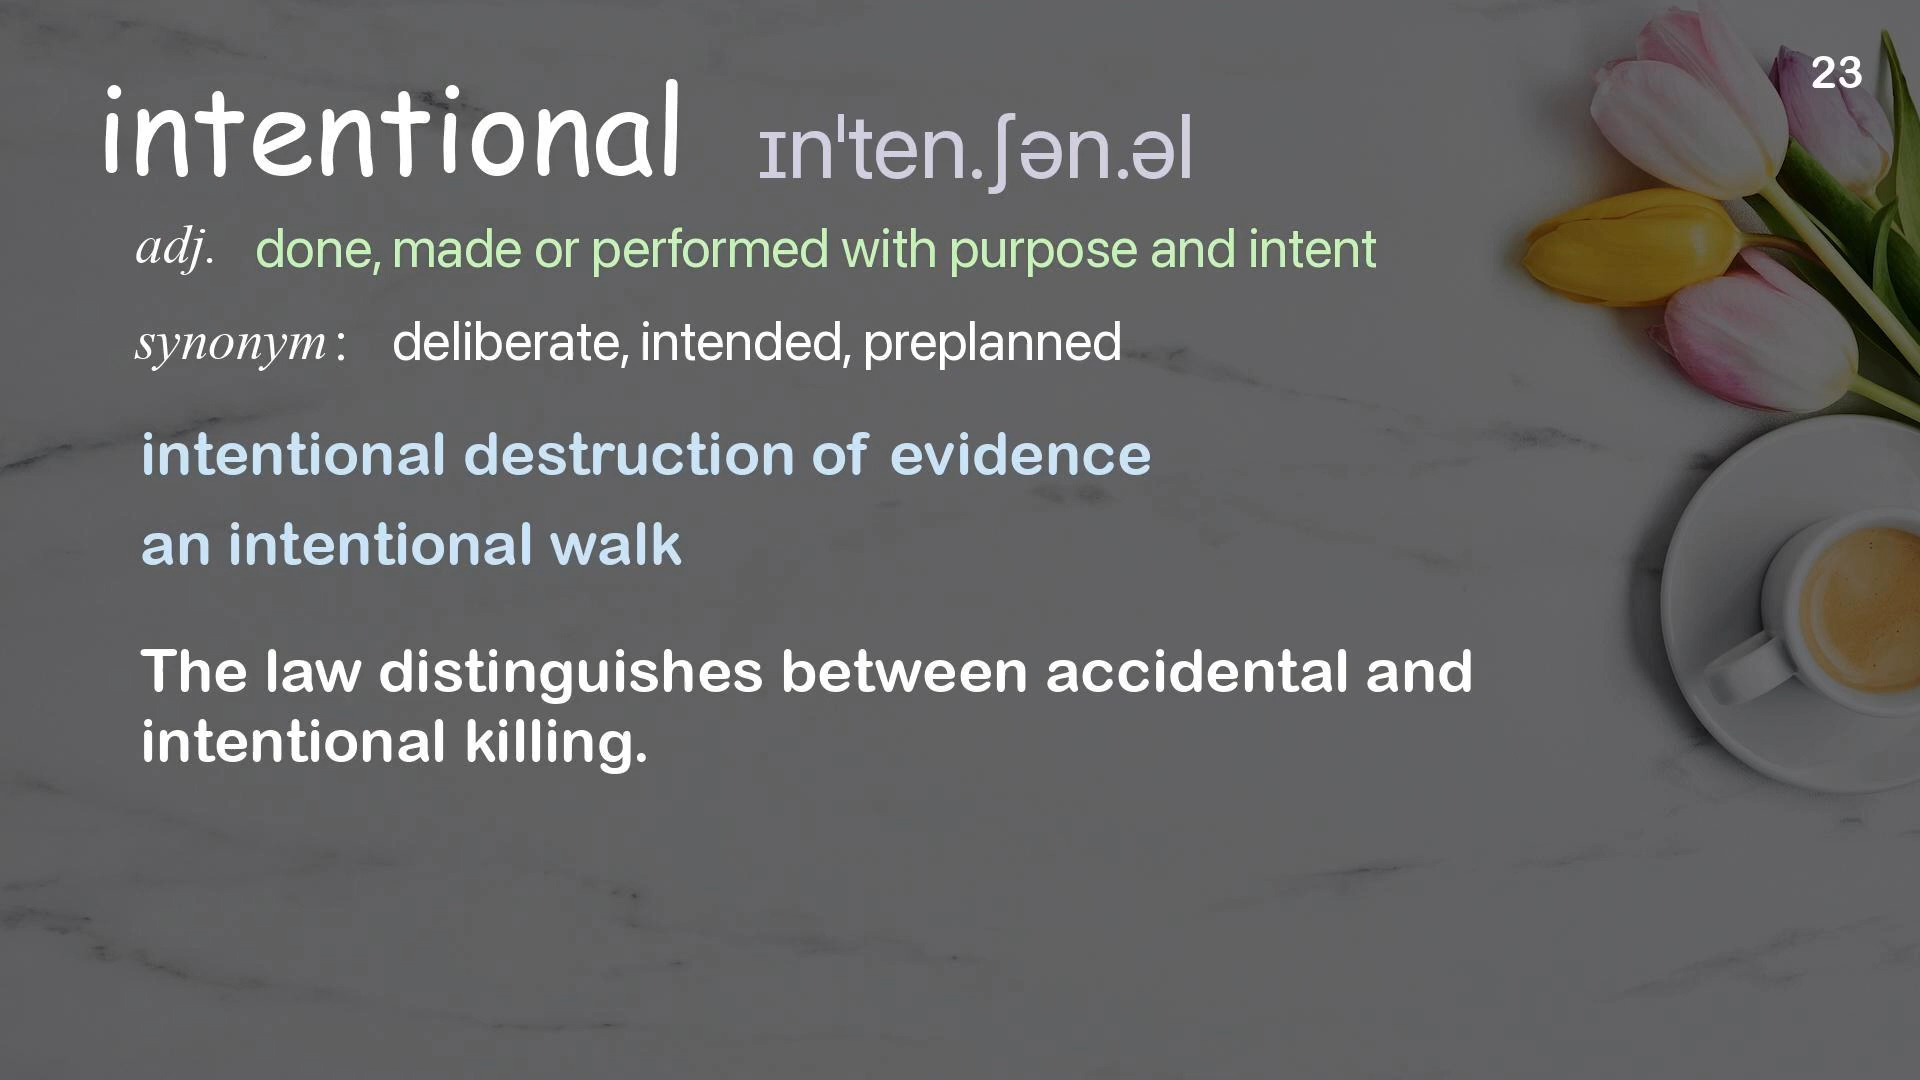 23
intentional ɪnˈten.ʃən.əl
adj. done, made or performed with purpose and intent
synonym : deliberate, intended, preplanned
intentional destruction of evidence
an intentional walk
The law distinguishes between accidental and
intentional killing.